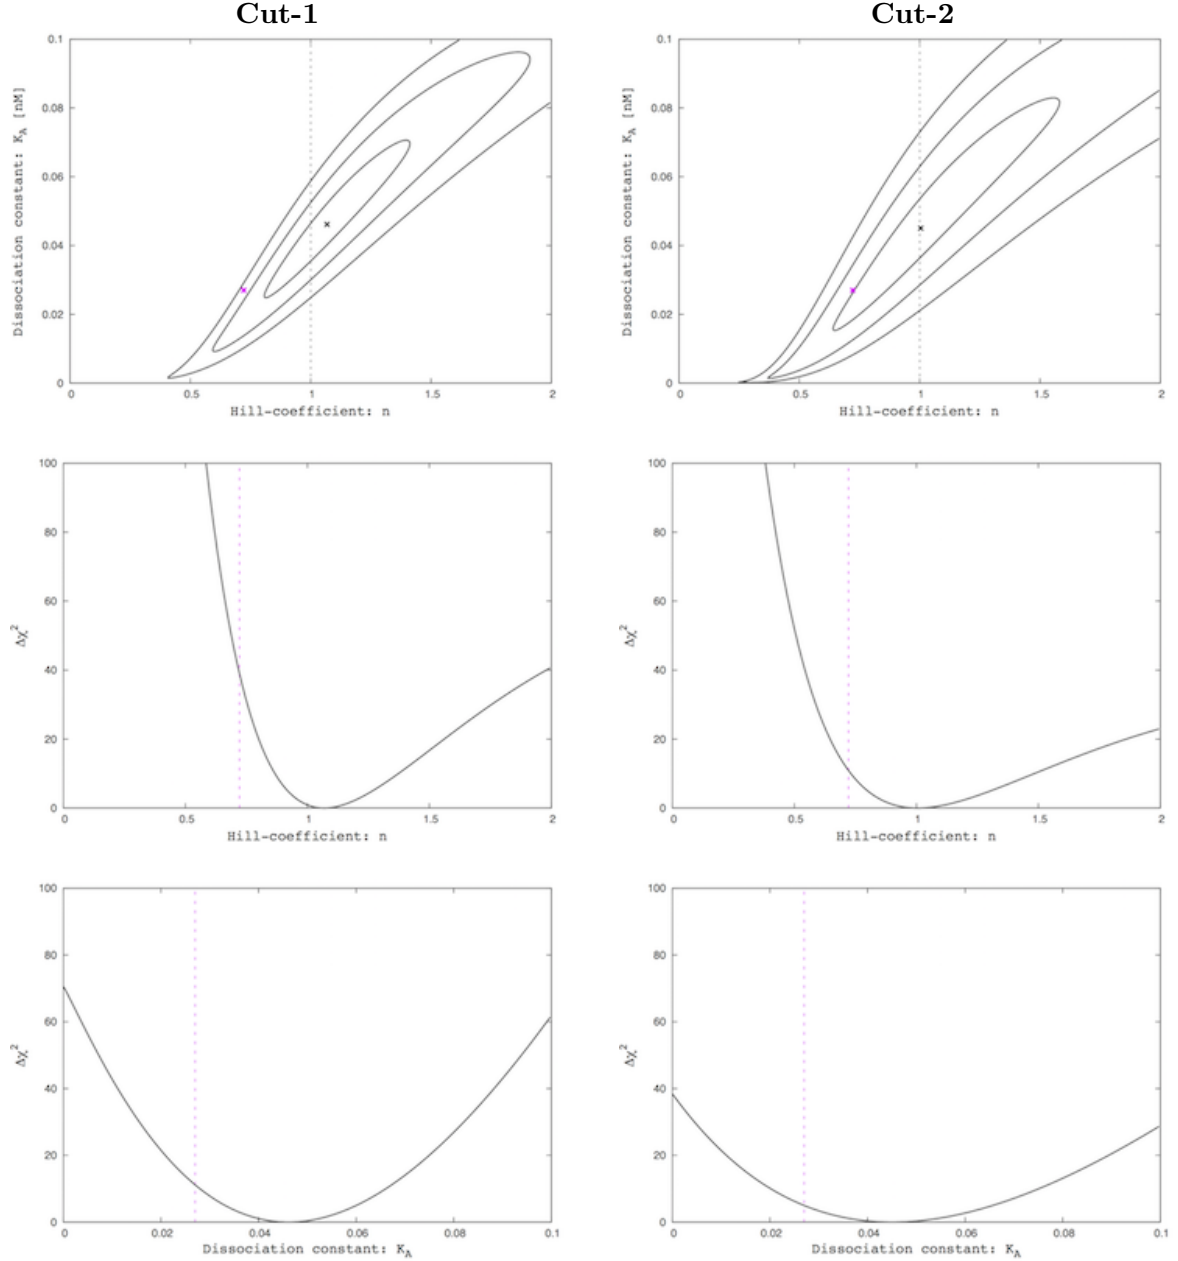 Cut-1
Cut-2
0.1
0.08
0.06
0.04
0.02
0
Dissociation constant: K_A [nM]
0 0.5 1 1.5 2
Hill-coefficient: n
0.1
0.08
0.06
0.04
0.02
0
Dissociation constant: K_A [nM]
0 0.5 1 1.5 2
Hill-coefficient: n
100
80
60
40
20
0
Δχ²
0 0.5 1 1.5 2
Hill-coefficient: n
100
80
60
40
20
0
Δχ²
0 0.5 1 1.5 2
Hill-coefficient: n
100
80
60
40
20
0
Δχ²
0 0.02 0.04 0.06 0.08 0.1
Dissociation constant: K_A
100
80
60
40
20
0
Δχ²
0 0.02 0.04 0.06 0.08 0.1
Dissociation constant: K_A